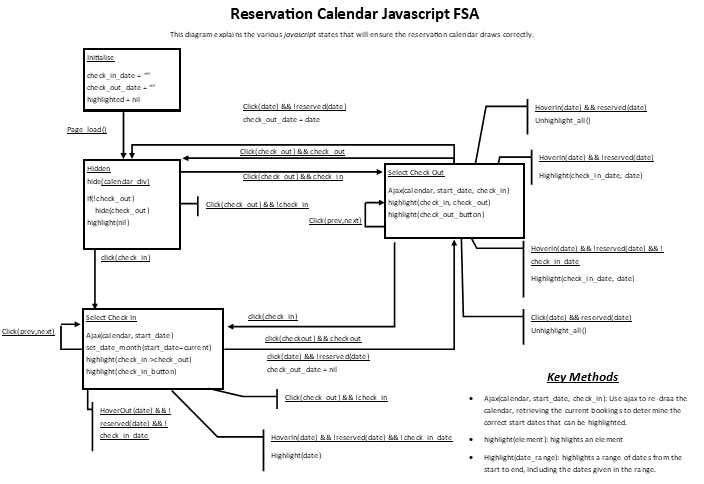 Reservation Calendar Javascript FSA
This diagram explains the various javascript states that will ensure the reservation calendar draws correctly.
Initialise
check_in_date = ""
check_out_date = ""
highlighted = nil
Page_load()
Click(date) && !reserved(date)
check_out_date = date
Click(check_out) && check_out
Click(check_out) && check_in
Hidden
hide(calendar_div)
If(!check_out)
hide(check_out)
highlight(nil)
Click(check_out) && !check_in
Click(prev,next)
Select Check Out
Ajax(calendar, start_date, check_in)
highlight(check_in, check_out)
highlight(check_out_button)
HoverIn(date) && reserved(date)
Unhighlight_all()
HoverIn(date) && !reserved(date)
Highlight(check_in_date, date)
HoverIn(date) && !reserved(date) && !
check_in_date
Highlight(check_in_date, date)
Click(date) && reserved(date)
Unhighlight_all()
click(check_in)
Click(prev,next)
Select Check In
Ajax(calendar, start_date)
set_date_month(start_date=current)
highlight(check_in >check_out)
highlight(check_in_button)
click(check_in)
click(checkout) && checkout
click(date) && !reserved(date)
check_out_date = nil
Click(check_out) && !check_in
HoverOut(date) && !
reserved(date) &&
check_in_date
HoverIn(date) && !reserved(date) && !check_in_date
Highlight(date)
Key Methods
• Ajax(calendar, start_date, check_in): Use ajax to re-draa the
calendar, retrieving the current bookings to determine the
correct start dates that can be highlighted.
• highlight(element): highlights an element
• Highlight(date_range): highlights a range of dates from the
start to end, including the dates given in the range.